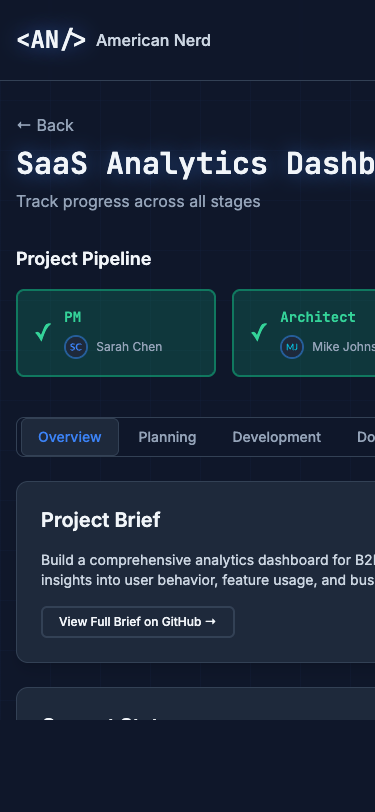 <AN/> American Nerd
← Back
SaaS Analytics Dashb
Track progress across all stages
Project Pipeline
✓ PM
SC Sarah Chen
✓ Architect
MJ Mike Johns
Overview Planning Development Do
Project Brief
Build a comprehensive analytics dashboard for B2
insights into user behavior, feature usage, and bus
View Full Brief on GitHub →